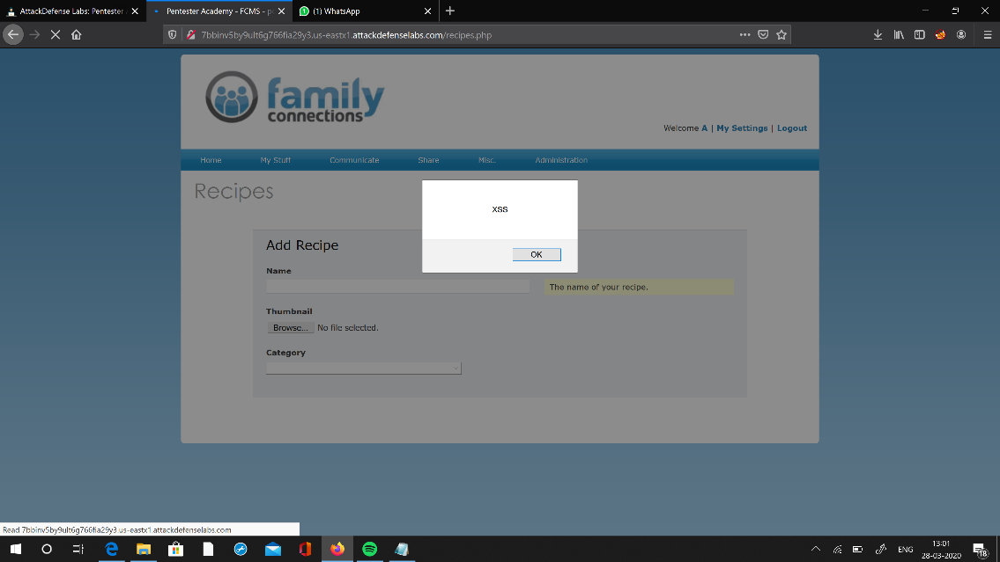 AttackDefense Labs: Pentester
Pentester Academy - FCMS - p
(1) WhatsApp
7bbinv5by9ult6g766fia29y3.us-eastx1.attackdefenselabs.com/recipes.php
family
connections
Welcome A | My Settings | Logout
Home My Stuff Communicate Share Misc. Administration
Recipes
XSS
OK
Add Recipe
Name
The name of your recipe.
Thumbnail
Browse... No file selected.
Category
Read 7bbinv5by9ult6g766fia29y3.us-eastx1.attackdefenselabs.com
ENG
13:01
28-03-2020
18